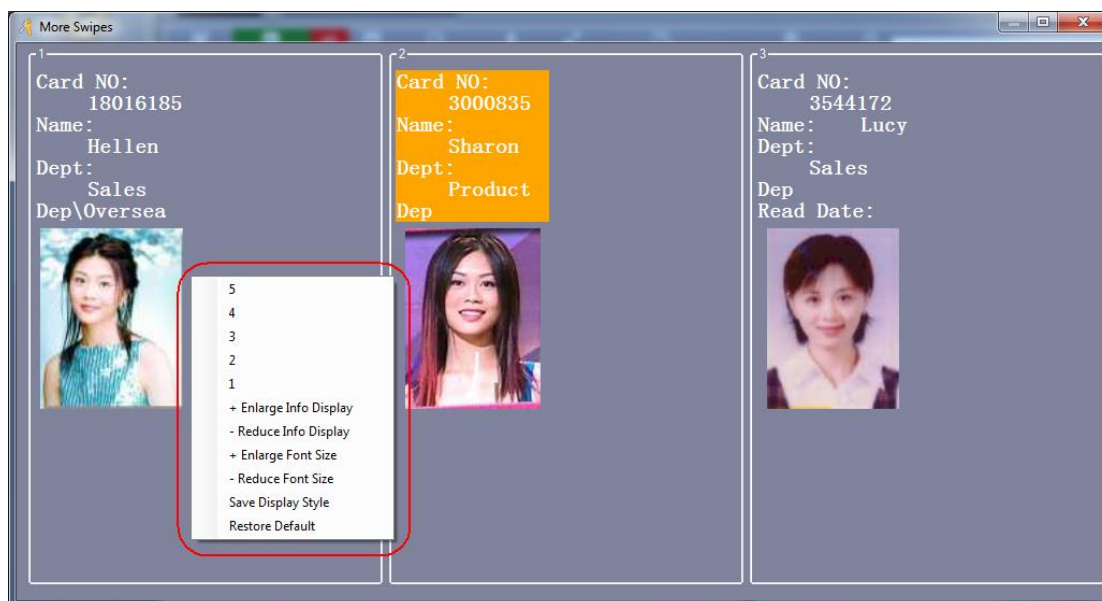 More Swipes
1
Card NO:
18016185
Name:
Hellen
Dept:
Sales
Dep\Oversea
2
Card NO:
3000835
Name:
Sharon
Dept:
Product
Dep
3
Card NO:
3544172
Name: Lucy
Dept:
Sales
Dep
Read Date:
5
4
3
2
1
+ Enlarge Info Display
- Reduce Info Display
+ Enlarge Font Size
- Reduce Font Size
Save Display Style
Restore Default